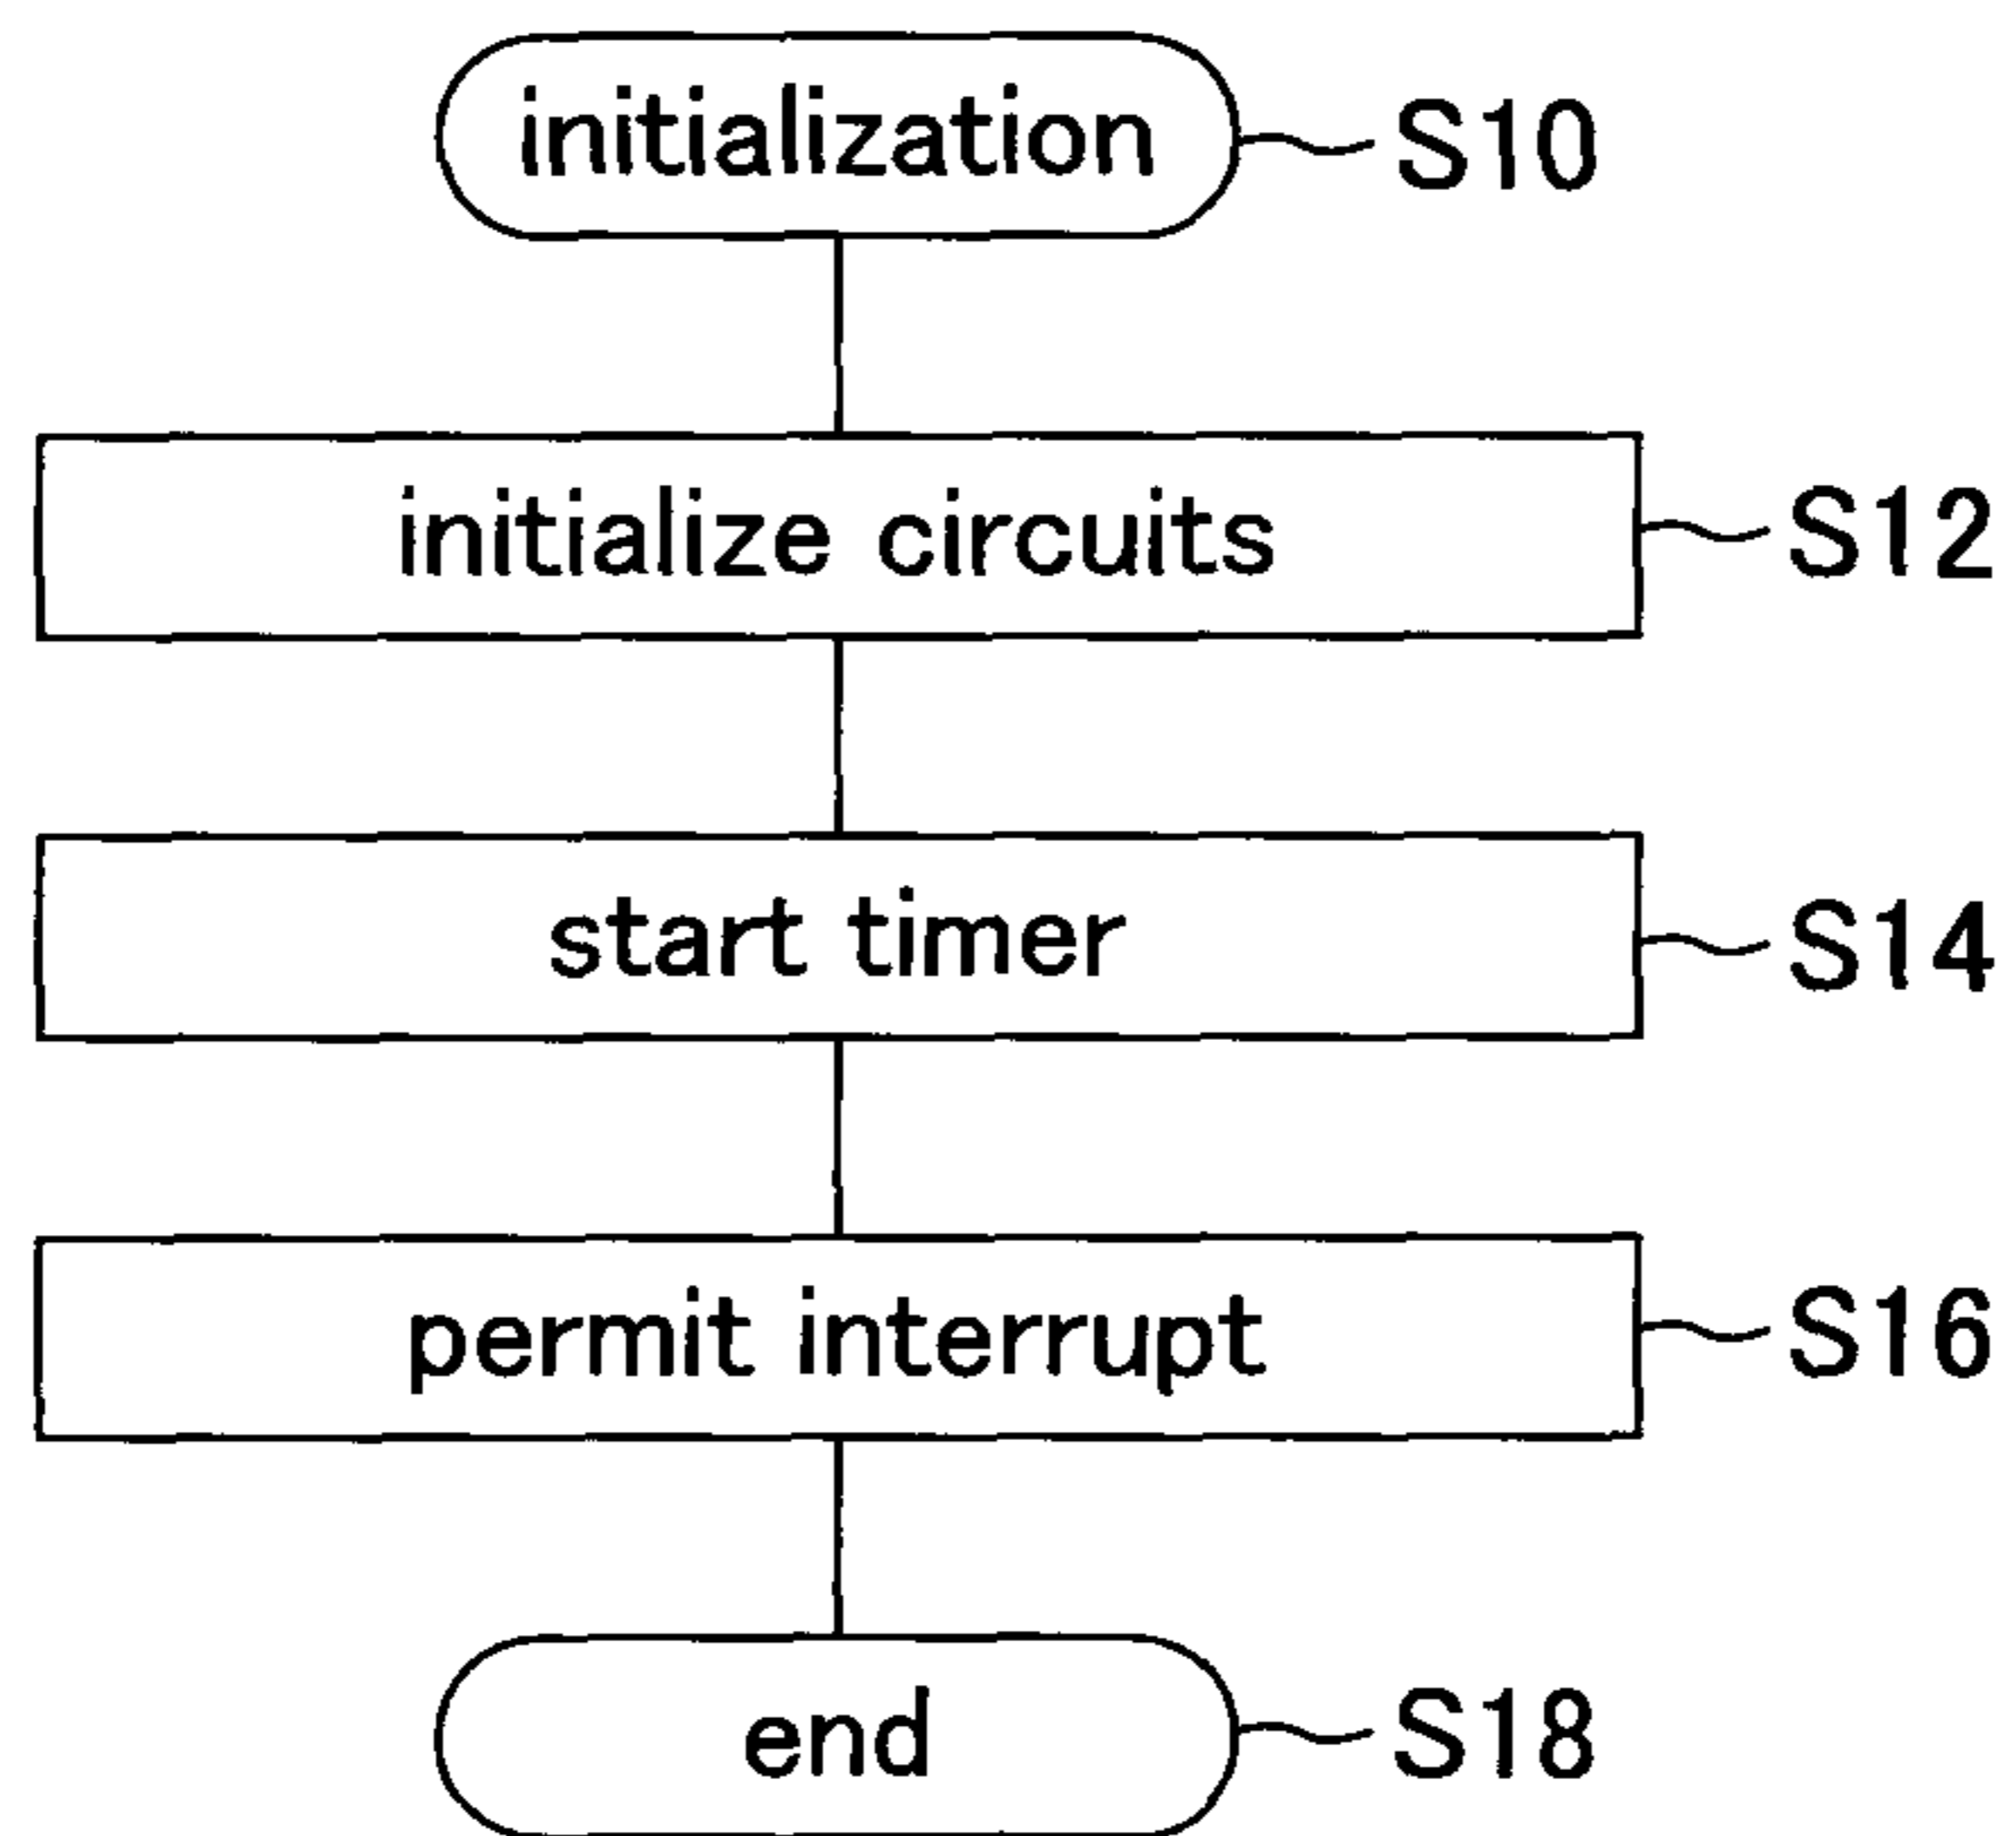 initialization S10
initialize circuits S12
start timer S14
permit interrupt S16
end S18